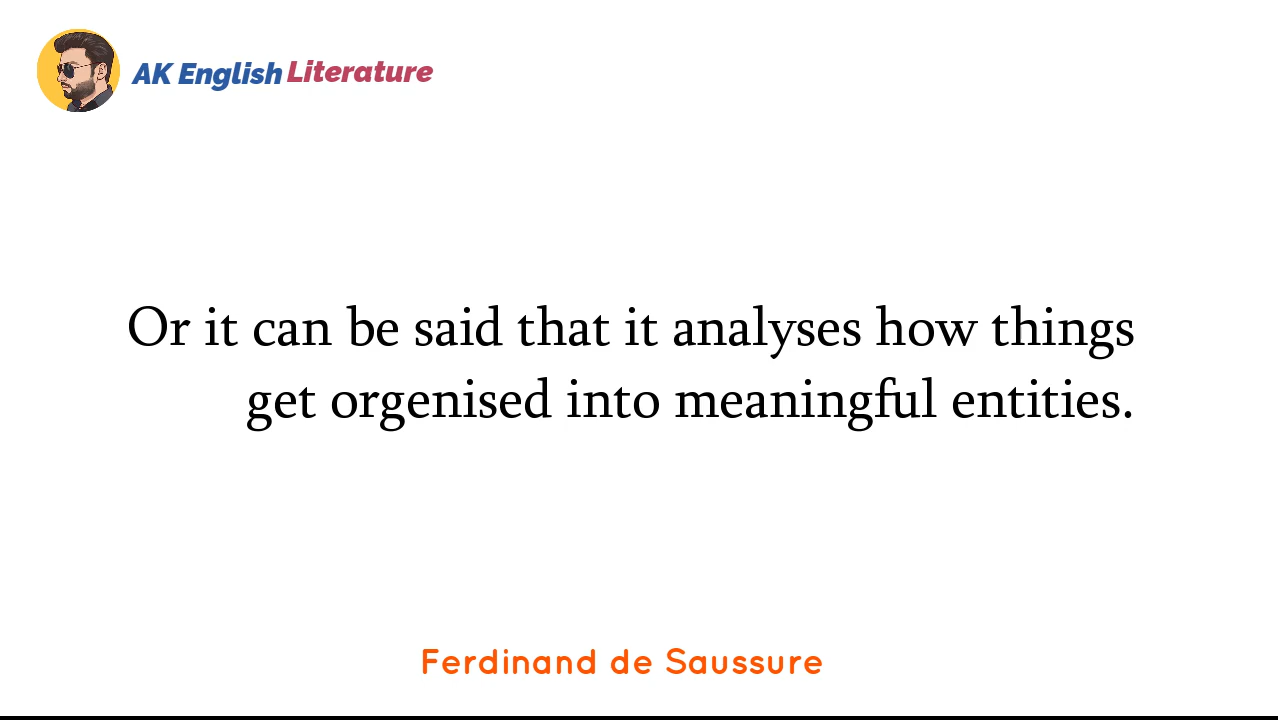 AK English Literature
Or it can be said that it analyses how things
get orgenised into meaningful entities.
Ferdinand de Saussure